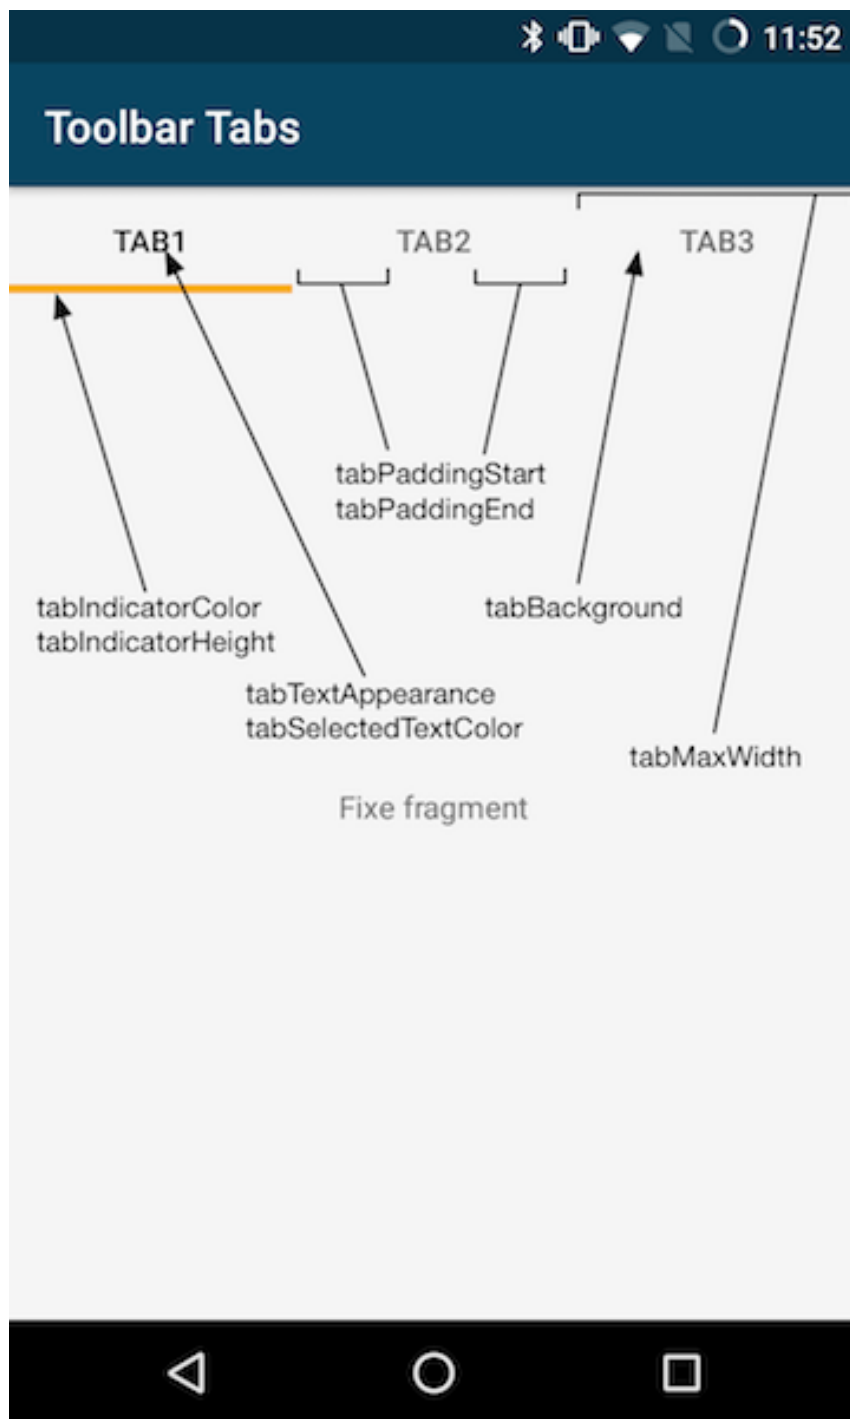 11:52
Toolbar Tabs
TAB1 TAB2 TAB3
tabPaddingStart
tabPaddingEnd
tabIndicatorColor
tabIndicatorHeight
tabBackground
tabTextAppearance
tabSelectedTextColor
tabMaxWidth
Fixe fragment